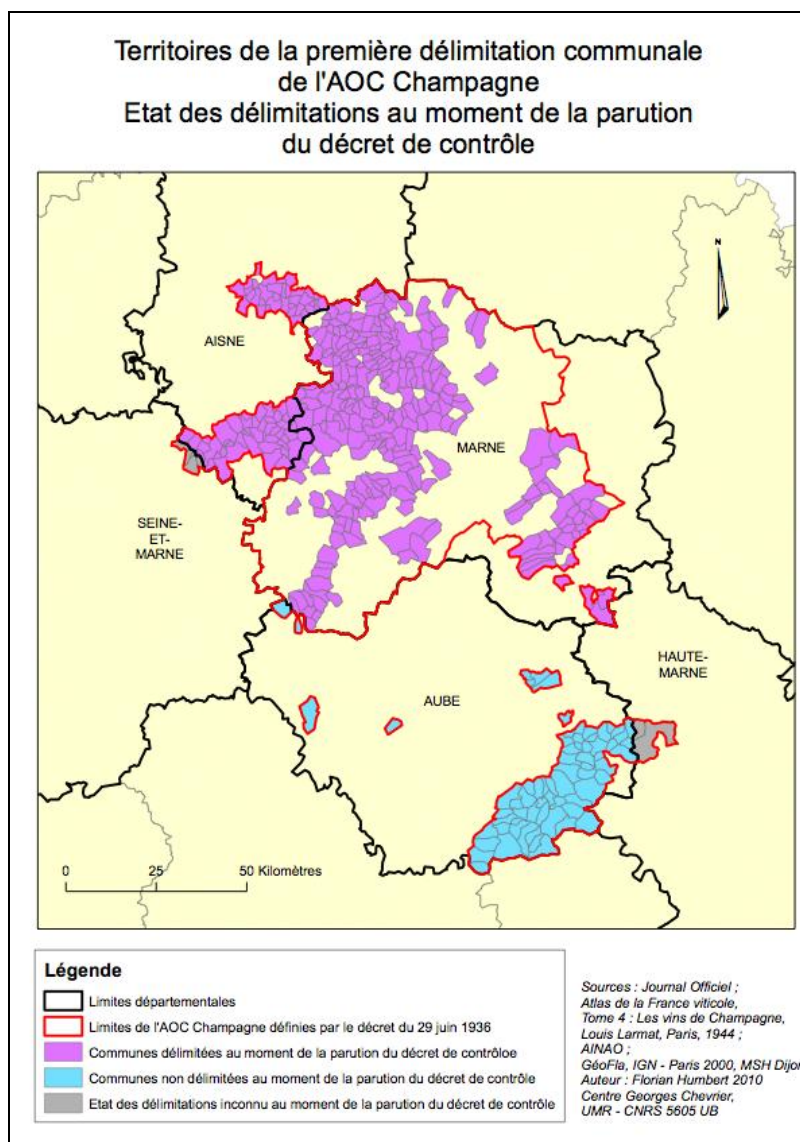 Territoires de la première délimitation communale
de l'AOC Champagne
Etat des délimitations au moment de la parution
du décret de contrôle
N
AISNE
MARNE
SEINE-
ET-
MARNE
HAUTE-
MARNE
AUBE
0 25 50 Kilomètres
Légende
Limites départementales
Limites de l'AOC Champagne définies par le décret du 29 juin 1936
Communes délimitées au moment de la parution du décret de contrôloe
Communes non délimitées au moment de la parution du décret de contrôle
Etat des délimitations inconnu au moment de la parution du décret de contrôle
Sources : Journal Officiel ;
Atlas de la France viticole,
Tome 4 : Les vins de Champagne,
Louis Larmat, Paris, 1944 ;
AINAO ;
GéoFla, IGN - Paris 2000, MSH Dijon
Auteur : Florian Humbert 2010
Centre Georges Chevrier,
UMR - CNRS 5605 UB